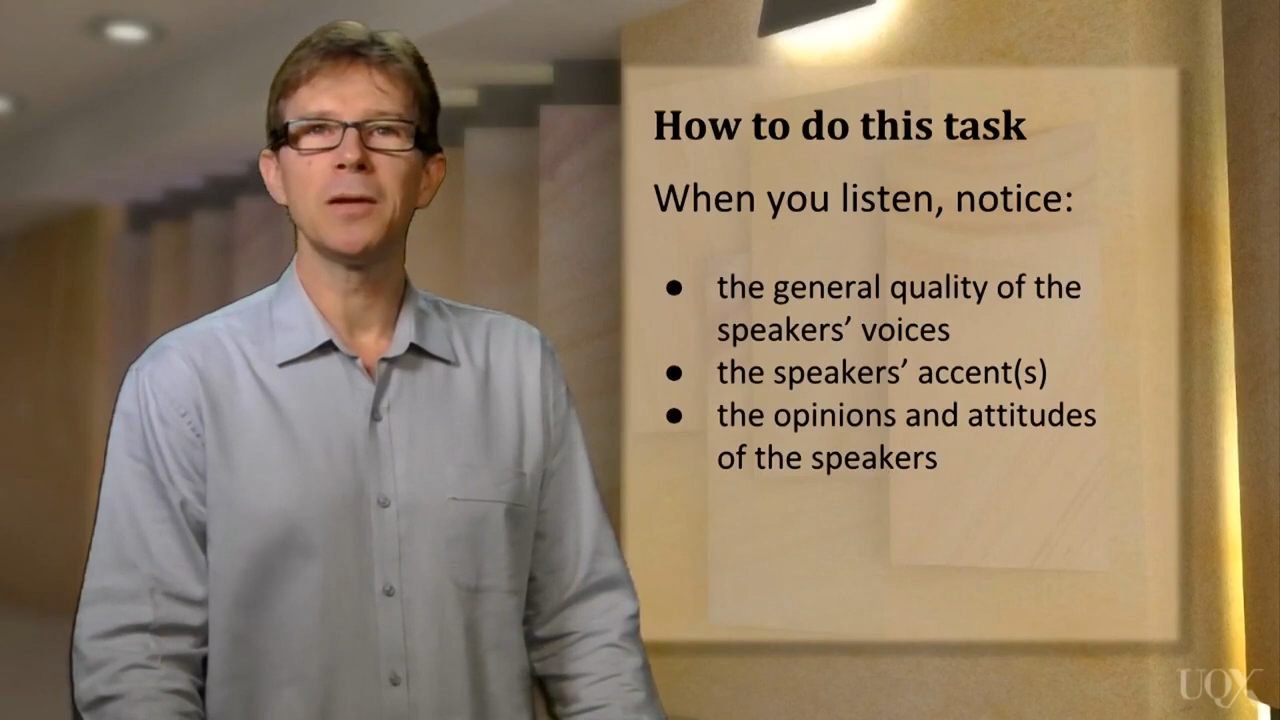 How to do this task
When you listen, notice:
● the general quality of the
speakers’ voices
● the speakers’ accent(s)
● the opinions and attitudes
of the speakers
UQX